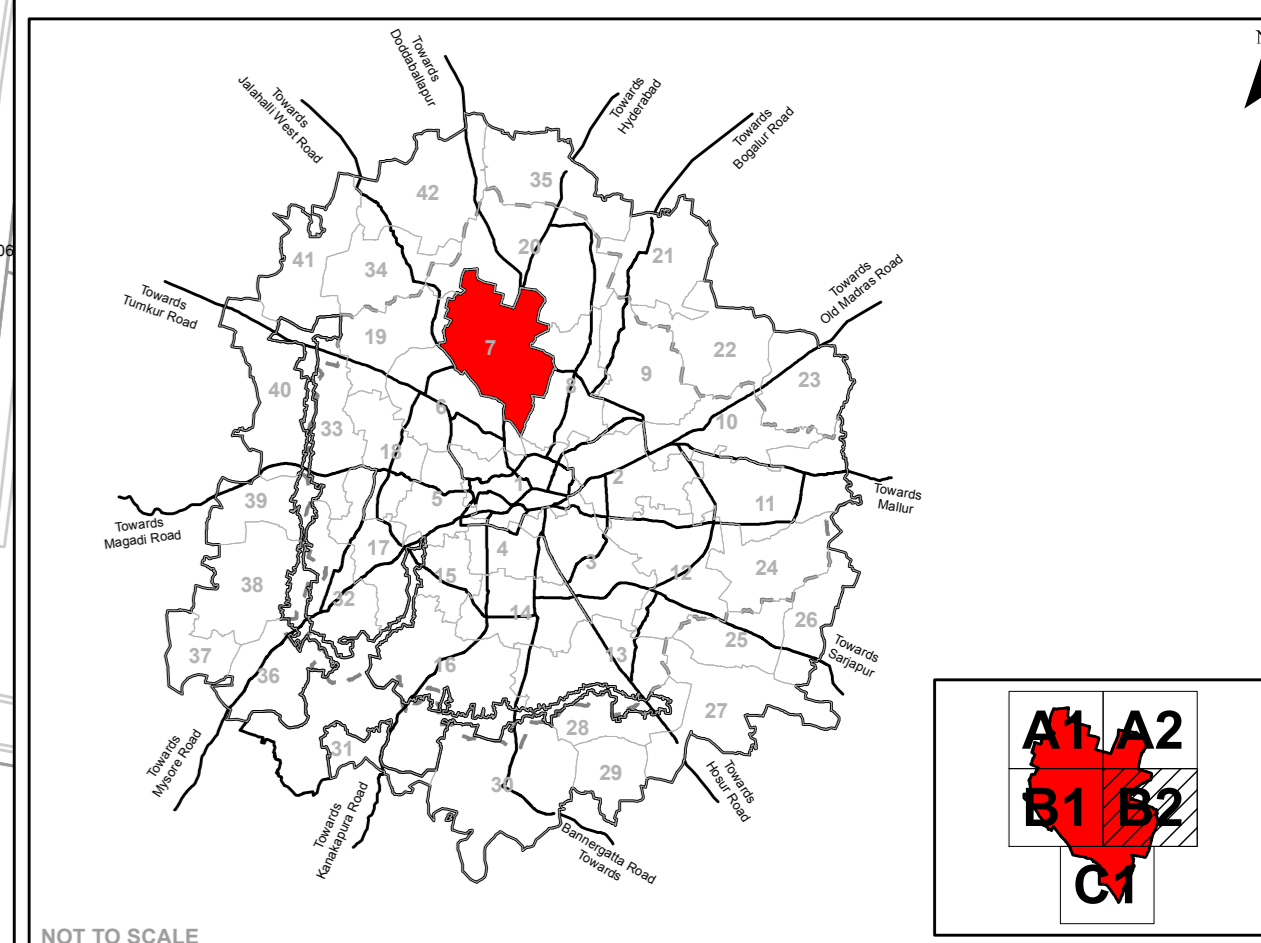 Towards
Doddaballapur
Towards
Jalahalli West Road
Towards
Hyderabad
Towards
Bogalur Road
N
42
35
20
21
06
41
34
Towards
Tumkur Road
Towards
Old Madras Road
19
7
22
40
8
9
23
6
33
10
18
2
1
5
39
11
Towards
Mallur
Towards
Magadi Road
17
4
3
38
15
12
24
32
14
26
25
37
16
13
Towards
Sarjapur
36
27
28
31
30
29
Towards
Mysore Road
Towards
Kanakapura Road
Towards
Hosur Road
Bannergatta Road
Towards
A1
A2
B1
B2
C1
NOT TO SCALE